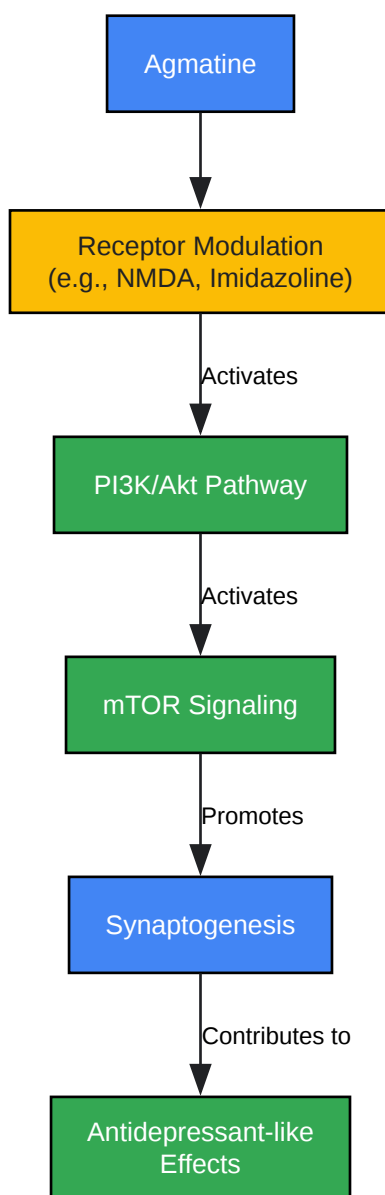 Agmatine
Receptor Modulation
(e.g., NMDA, Imidazoline)
Activates
PI3K/Akt Pathway
Activates
mTOR Signaling
Promotes
Synaptogenesis
Contributes to
Antidepressant-like
Effects